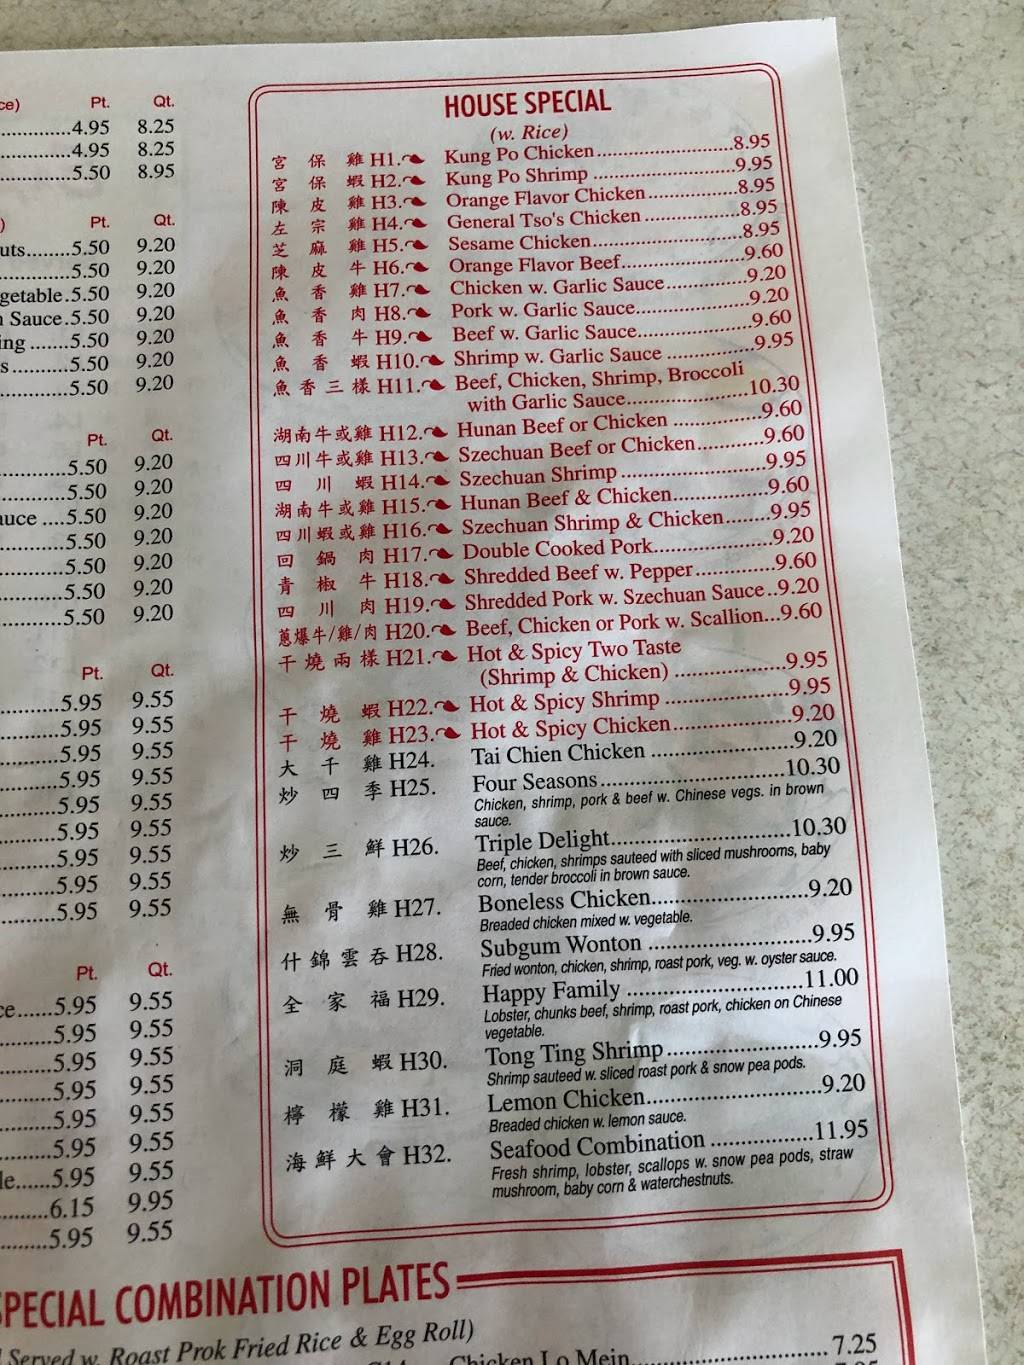 ce) Pt. Qt.
4.95 8.25
4.95 8.25
5.50 8.95
) Pt. Qt.
uts........5.50 9.20
5.50 9.20
getable.5.50 9.20
n Sauce.5.50 9.20
ing .......5.50 9.20
s..........5.50 9.20
5.50 9.20
Pt. Qt.
5.50 9.20
5.50 9.20
auce ....5.50 9.20
5.50 9.20
5.50 9.20
5.50 9.20
5.50 9.20
Pt. Qt.
5.95 9.55
5.95 9.55
5.95 9.55
5.95 9.55
5.95 9.55
5.95 9.55
5.95 9.55
5.95 9.55
5.95 9.55
Pt. Qt.
ce......5.95 9.55
5.95 9.55
5.95 9.55
5.95 9.55
5.95 9.55
5.95 9.55
le......5.95 9.55
6.15 9.95
5.95 9.55
HOUSE SPECIAL
(w. Rice)
宮保雞 H1. Kung Po Chicken 8.95
宮保蝦 H2. Kung Po Shrimp 9.95
陳皮雞 H3. Orange Flavor Chicken 8.95
左宗雞 H4. General Tso's Chicken 8.95
芝麻雞 H5. Sesame Chicken 8.95
陳皮牛 H6. Orange Flavor Beef 9.60
魚香雞 H7. Chicken w. Garlic Sauce 9.20
魚香肉 H8. Pork w. Garlic Sauce 9.20
魚香牛 H9. Beef w. Garlic Sauce 9.60
魚香蝦 H10. Shrimp w. Garlic Sauce 9.95
魚香三樣 H11. Beef, Chicken, Shrimp, Broccoli
with Garlic Sauce 10.30
湖南牛或雞 H12. Hunan Beef or Chicken 9.60
四川牛或雞 H13. Szechuan Beef or Chicken 9.60
四川蝦 H14. Szechuan Shrimp 9.95
湖南牛或雞 H15. Hunan Beef & Chicken 9.60
四川蝦或雞 H16. Szechuan Shrimp & Chicken 9.95
回鍋肉 H17. Double Cooked Pork 9.20
青椒牛 H18. Shredded Beef w. Pepper 9.60
四川肉 H19. Shredded Pork w. Szechuan Sauce 9.20
蔥爆牛/雞/肉 H20. Beef, Chicken or Pork w. Scallion 9.60
干燒兩樣 H21. Hot & Spicy Two Taste
(Shrimp & Chicken) 9.95
干燒蝦 H22. Hot & Spicy Shrimp 9.95
干燒雞 H23. Hot & Spicy Chicken 9.20
大千雞 H24. Tai Chien Chicken 9.20
炒四季 H25. Four Seasons 10.30
Chicken, shrimp, pork & beef w. Chinese vegs. in brown
sauce.
炒三鮮 H26. Triple Delight 10.30
Beef, chicken, shrimps sauteed with sliced mushrooms, baby
corn, tender broccoli in brown sauce.
無骨雞 H27. Boneless Chicken 9.20
Breaded chicken mixed w. vegetable.
什錦雲吞 H28. Subgum Wonton 9.95
Fried wonton, chicken, shrimp, roast pork, veg. w. oyster sauce.
全家福 H29. Happy Family 11.00
Lobster, chunks beef, shrimp, roast pork, chicken on Chinese
vegetable.
洞庭蝦 H30. Tong Ting Shrimp 9.95
Shrimp sauteed w. sliced roast pork & snow pea pods.
檸檬雞 H31. Lemon Chicken 9.20
Breaded chicken w. lemon sauce.
海鮮大會 H32. Seafood Combination 11.95
Fresh shrimp, lobster, scallops w. snow pea pods, straw
mushroom, baby corn & waterchestnuts.
SPECIAL COMBINATION PLATES
Served w. Roast Prok Fried Rice & Egg Roll)
Chicken Lo Mein 7.25